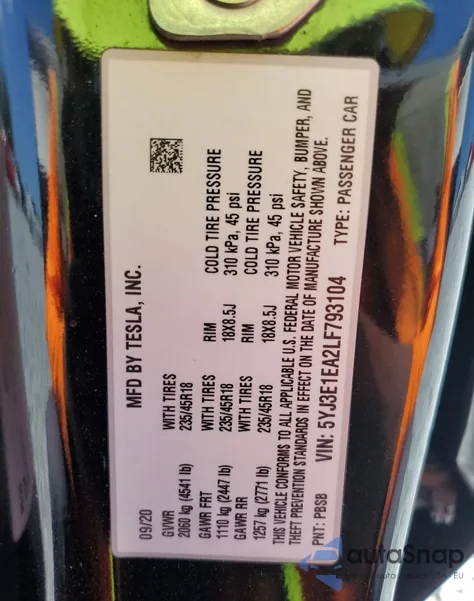 MFD BY TESLA, INC.
09/20
GVWR WITH TIRES RIM COLD TIRE PRESSURE
2060 kg (4541 lb) 235/45R18 18X8.5J 310 kPa, 45 psi
GAWR FRT WITH TIRES RIM COLD TIRE PRESSURE
1110 kg (2447 lb) 235/45R18 18X8.5J 310 kPa, 45 psi
GAWR RR
1257 kg (2771 lb)
THIS VEHICLE CONFORMS TO ALL APPLICABLE U.S. FEDERAL MOTOR VEHICLE SAFETY, BUMPER, AND
THEFT PREVENTION STANDARDS IN EFFECT ON THE DATE OF MANUFACTURE SHOWN ABOVE.
PNT: PBSB VIN: 5YJ3E1EA2LF793104 TYPE: PASSENGER CAR
autoSnap